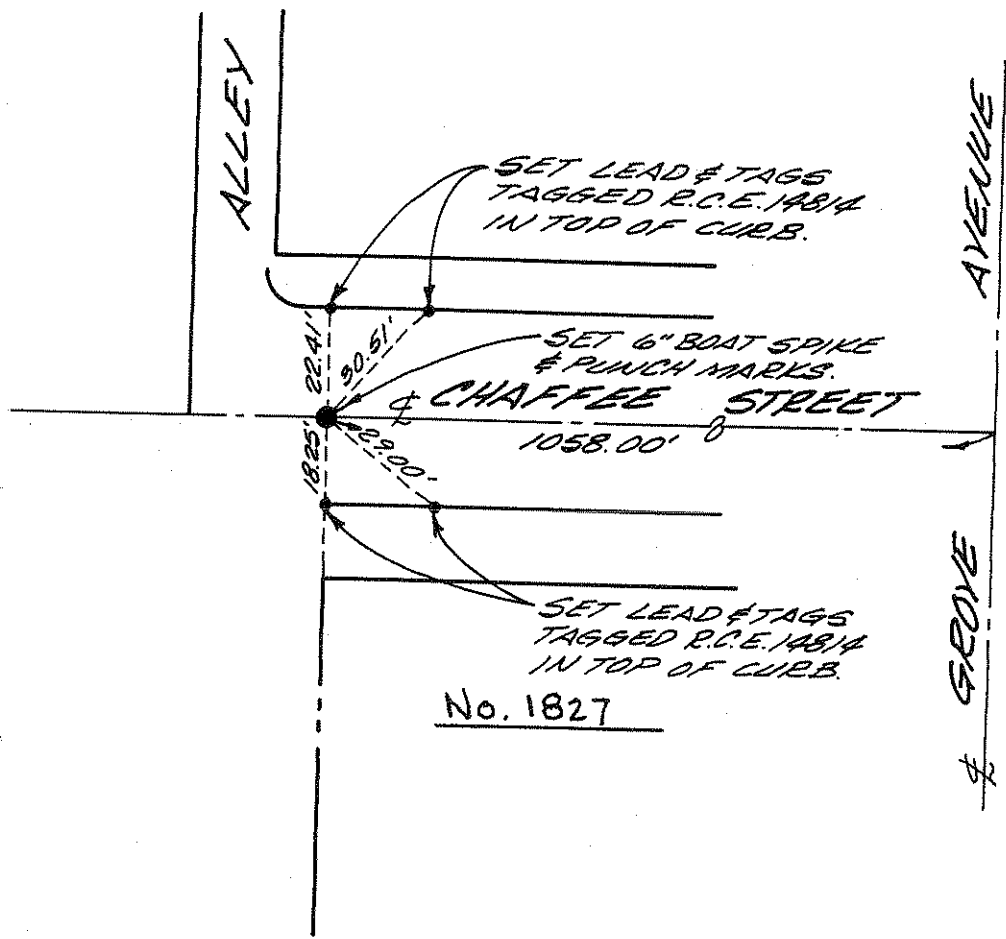 ALLEY
AVENUE
SET LEAD & TAGS
TAGGED R.C.E. 14814
IN TOP OF CURB.
22.41'
30.51'
SET 6" BOAT SPIKE
& PUNCH MARKS.
℄ CHAFFEE STREET
1058.00'
18.25'
29.00'
SET LEAD & TAGS
TAGGED R.C.E. 14814
IN TOP OF CURB.
GROVE
℄
No. 1827